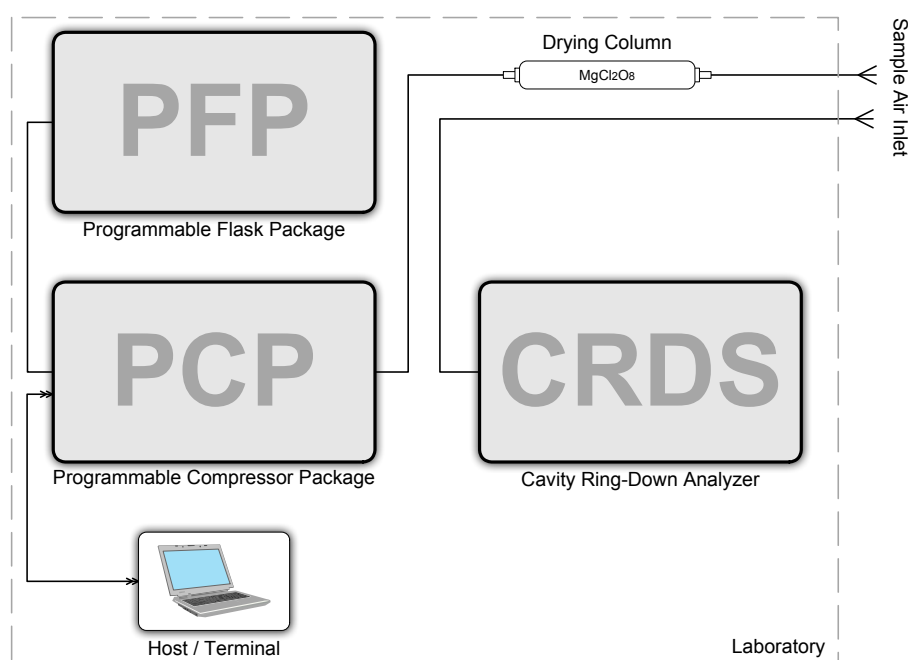 Drying Column
MgCl2O8
Sample Air Inlet
PFP
Programmable Flask Package
PCP
Programmable Compressor Package
CRDS
Cavity Ring-Down Analyzer
Host / Terminal
Laboratory